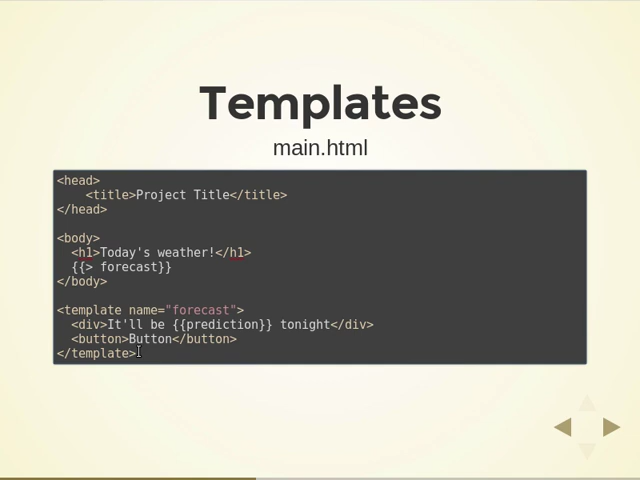 Templates
main.html
<head>
    <title>Project Title</title>
</head>

<body>
  <h1>Today's weather!</h1>
  {{> forecast}}
</body>

<template name="forecast">
  <div>It'll be {{prediction}} tonight</div>
  <button>Button</button>
</template>